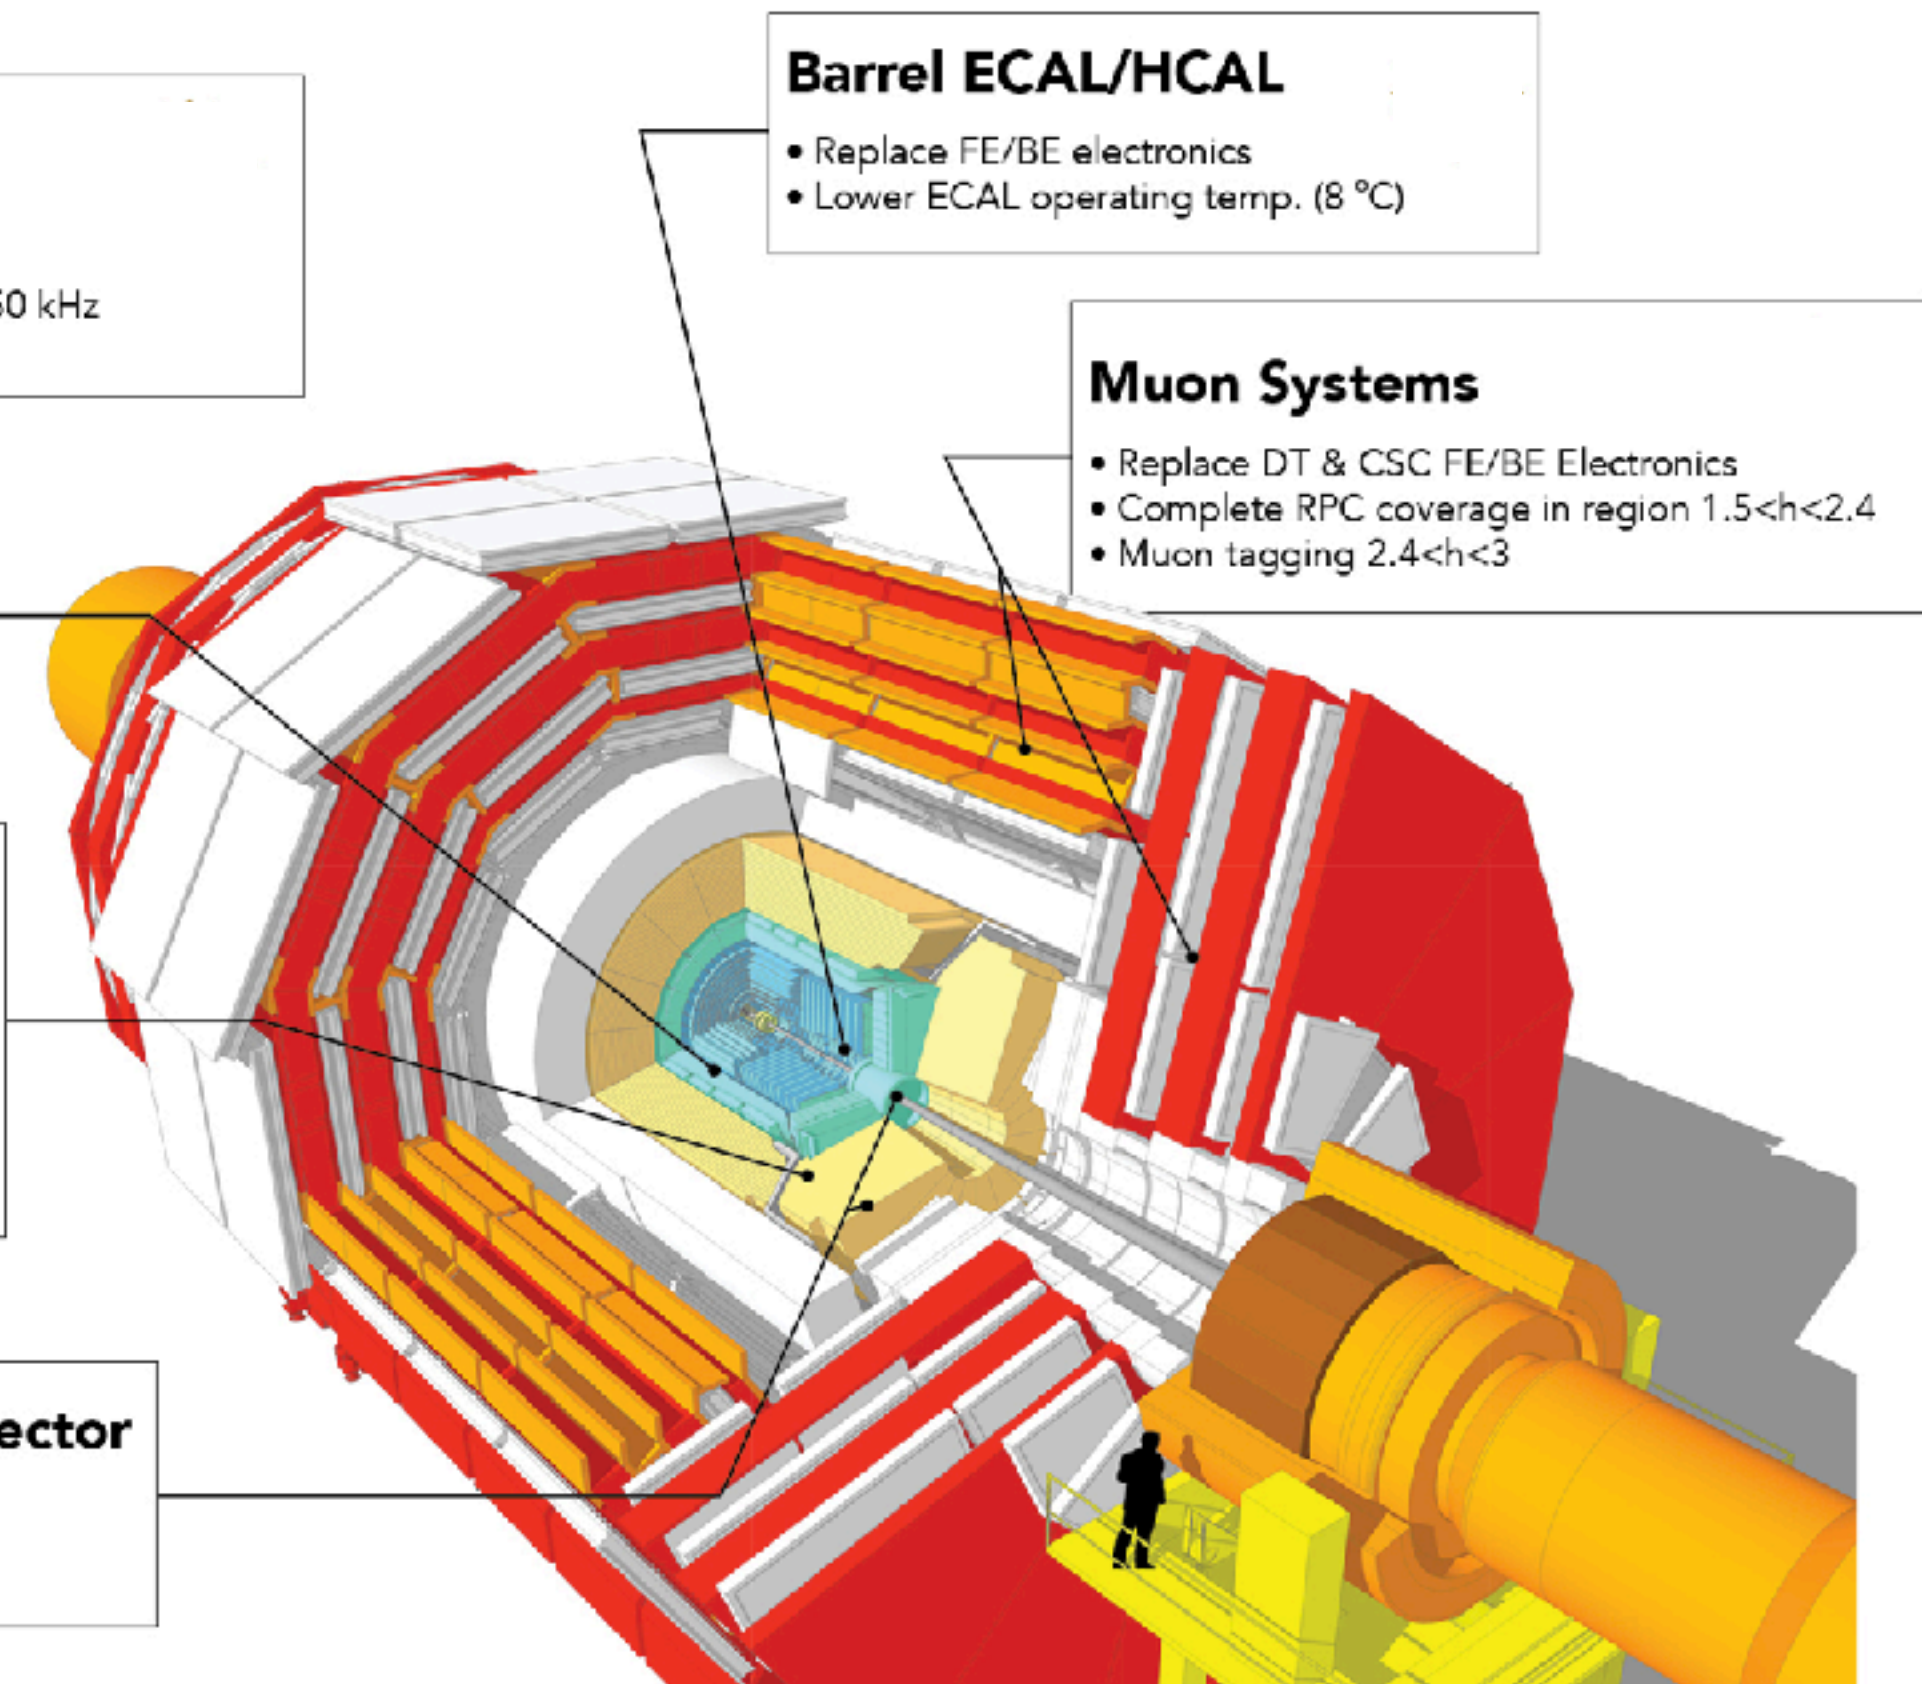 Barrel ECAL/HCAL
• Replace FE/BE electronics
• Lower ECAL operating temp. (8 °C)
0 kHz
Muon Systems
• Replace DT & CSC FE/BE Electronics
• Complete RPC coverage in region 1.5<h<2.4
• Muon tagging 2.4<h<3
ector